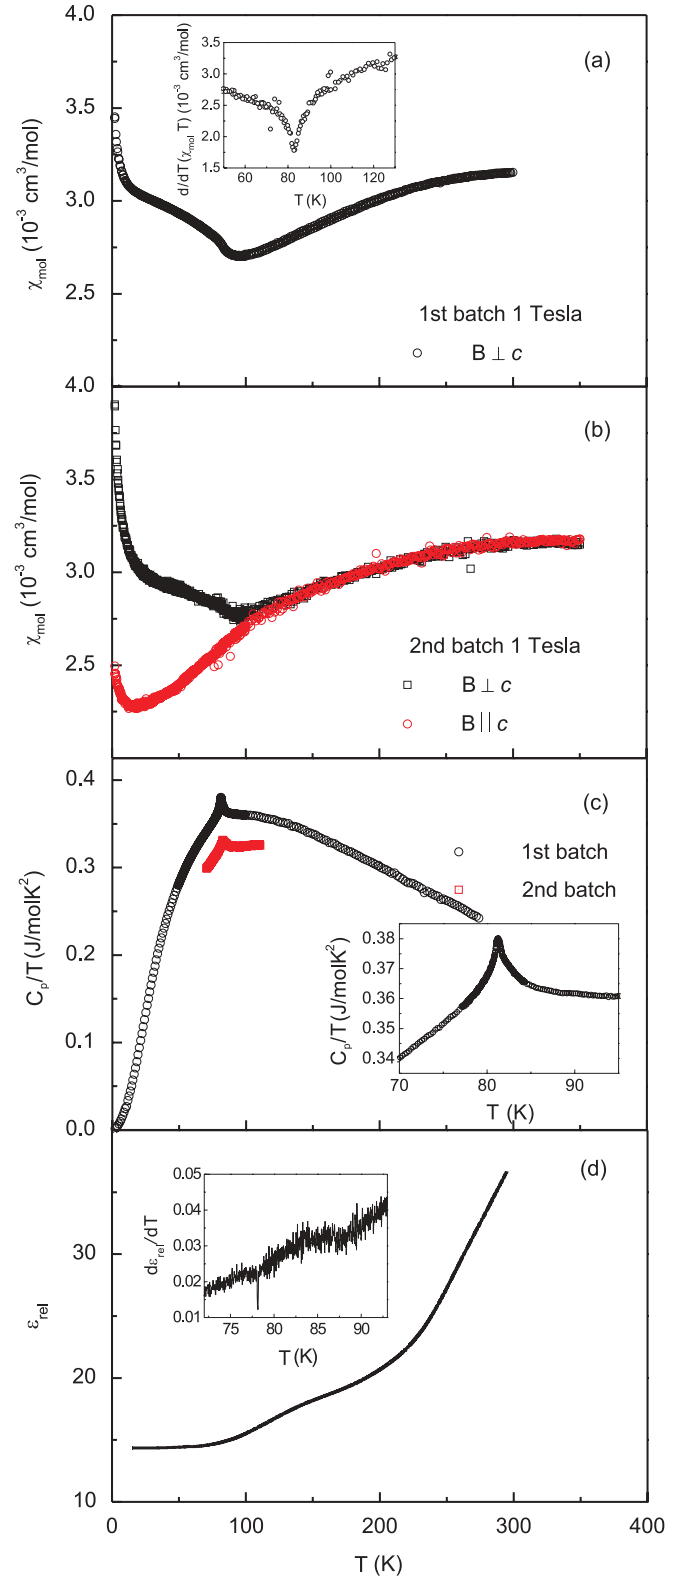 4.0
3.5
3.0
2.5
4.0
χmol (10⁻³ cm³/mol)
(a)
3.5
3.0
2.5
2.0
1.5
d/dT(χmol T) (10⁻³ cm³/mol)
60 80 100 120
T (K)
1st batch 1 Tesla
B ⊥ c
3.5
3.0
2.5
χmol (10⁻³ cm³/mol)
(b)
2nd batch 1 Tesla
B ⊥ c
B || c
0.4
0.3
0.2
0.1
0.0
Cp/T (J/molK²)
(c)
1st batch
2nd batch
0.38
0.37
0.36
0.35
0.34
Cp/T (J/molK²)
70 80 90
T (K)
30
20
10
εrel
(d)
0.05
0.04
0.03
0.02
0.01
dεrel/dT
75 78 80 85 90
T (K)
0 100 200 300 400
T (K)